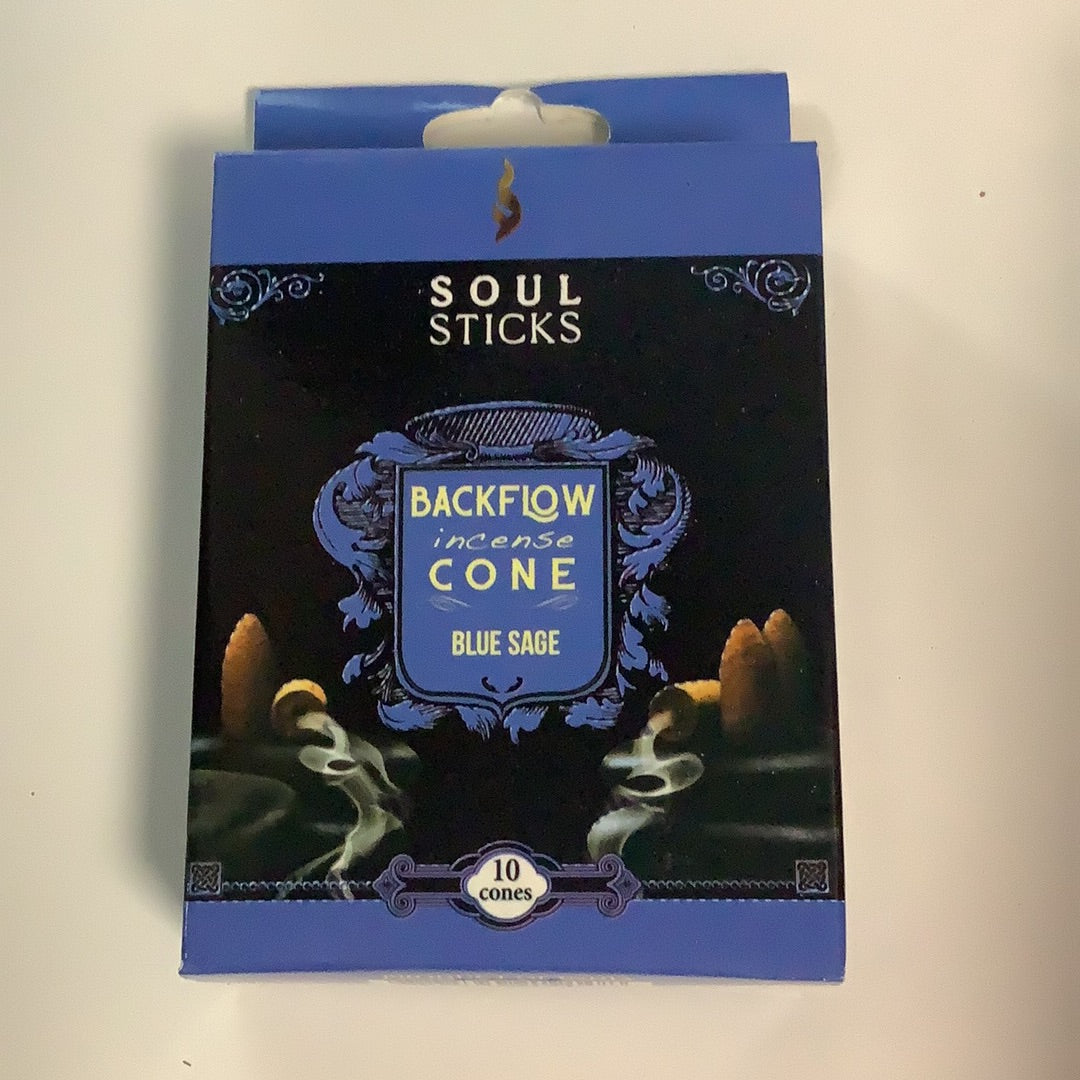 SOUL
STICKS
BACKFLOW
incense
CONE
BLUE SAGE
10
cones